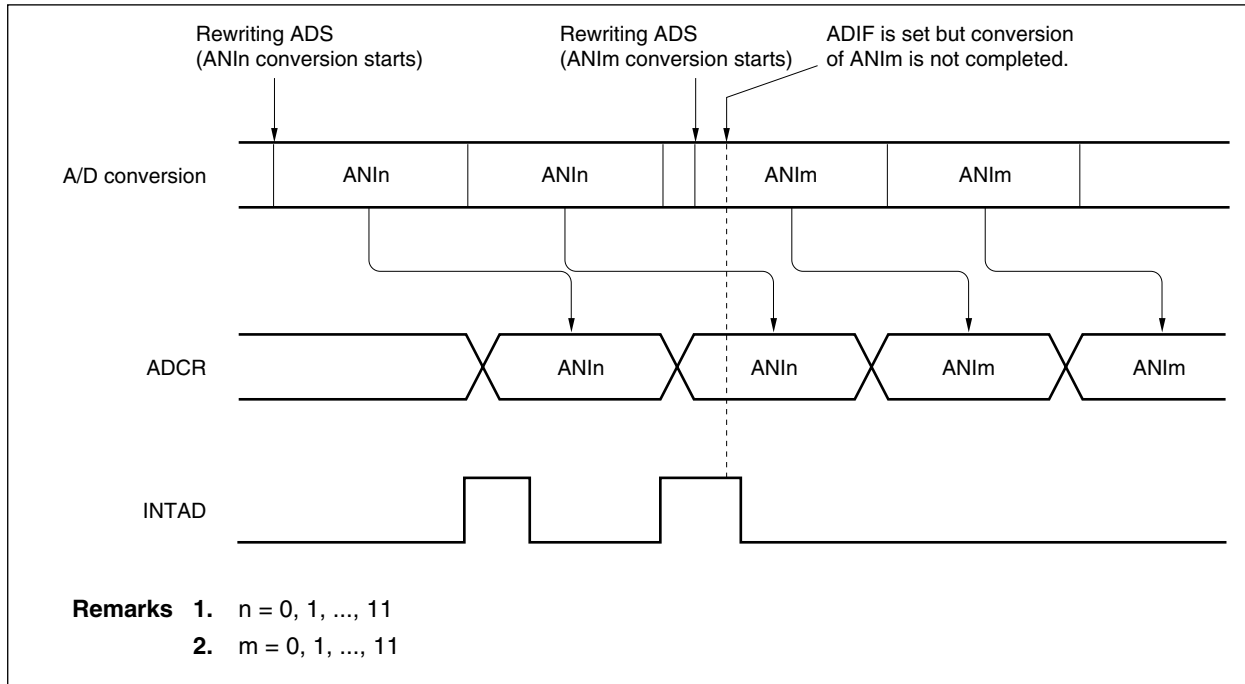 Rewriting ADS
(ANIn conversion starts)
Rewriting ADS
(ANIm conversion starts)
ADIF is set but conversion
of ANIm is not completed.
A/D conversion
ANIn
ANIn
ANIm
ANIm
ADCR
ANIn
ANIn
ANIm
ANIm
INTAD
Remarks 1. n = 0, 1, ..., 11
2. m = 0, 1, ..., 11